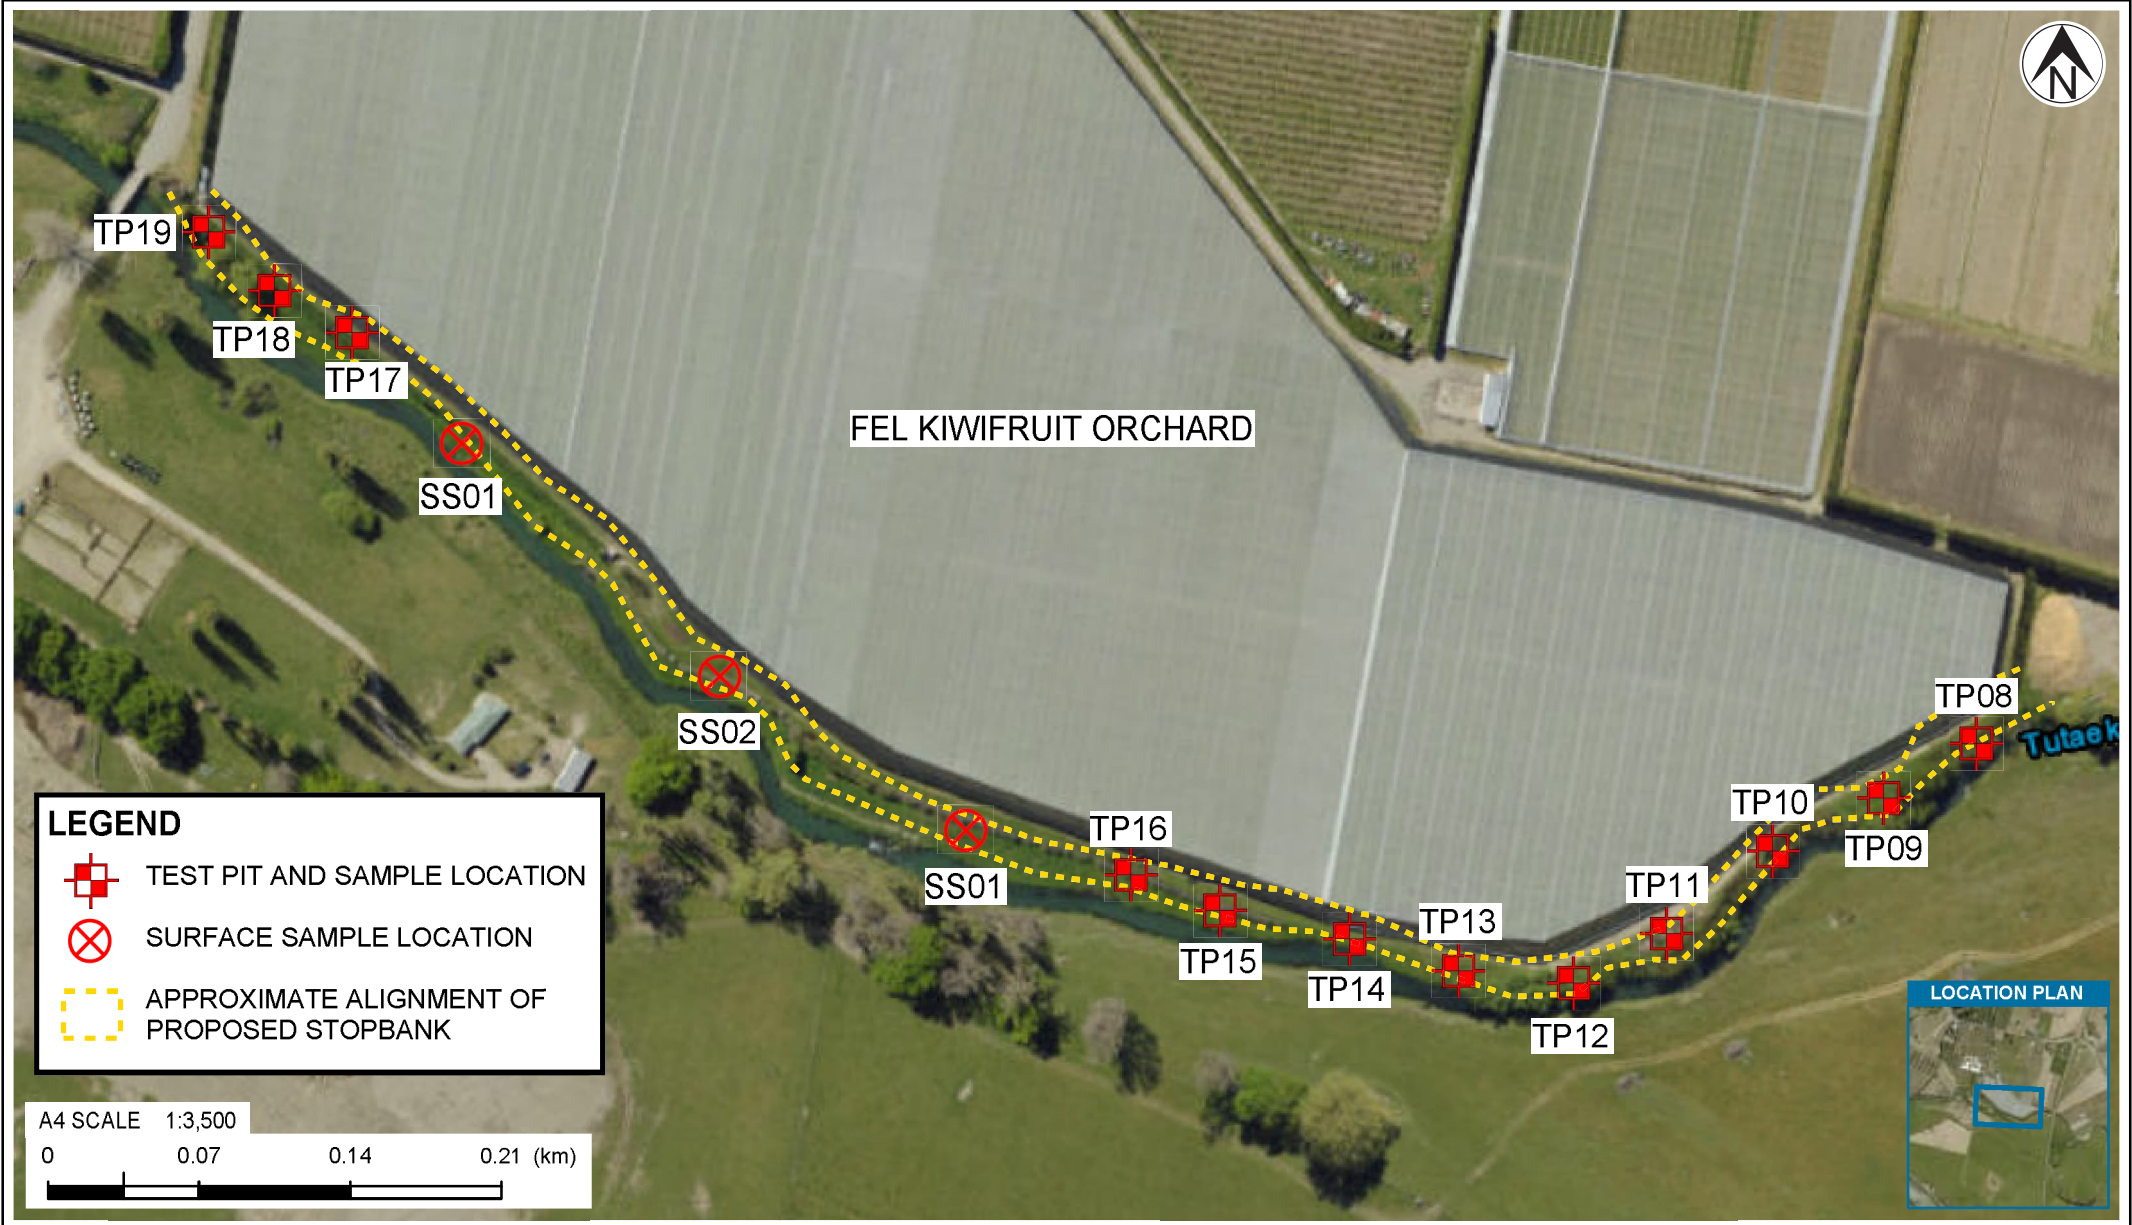 N
TP19
TP18
TP17
FEL KIWIFRUIT ORCHARD
SS01
TP08
SS02
Tutaek
TP10
TP16
TP09
SS01
TP11
TP13
TP15
TP14
TP12
LEGEND
TEST PIT AND SAMPLE LOCATION
SURFACE SAMPLE LOCATION
APPROXIMATE ALIGNMENT OF
PROPOSED STOPBANK
LOCATION PLAN
A4 SCALE 1:3,500
0 0.07 0.14 0.21 (km)